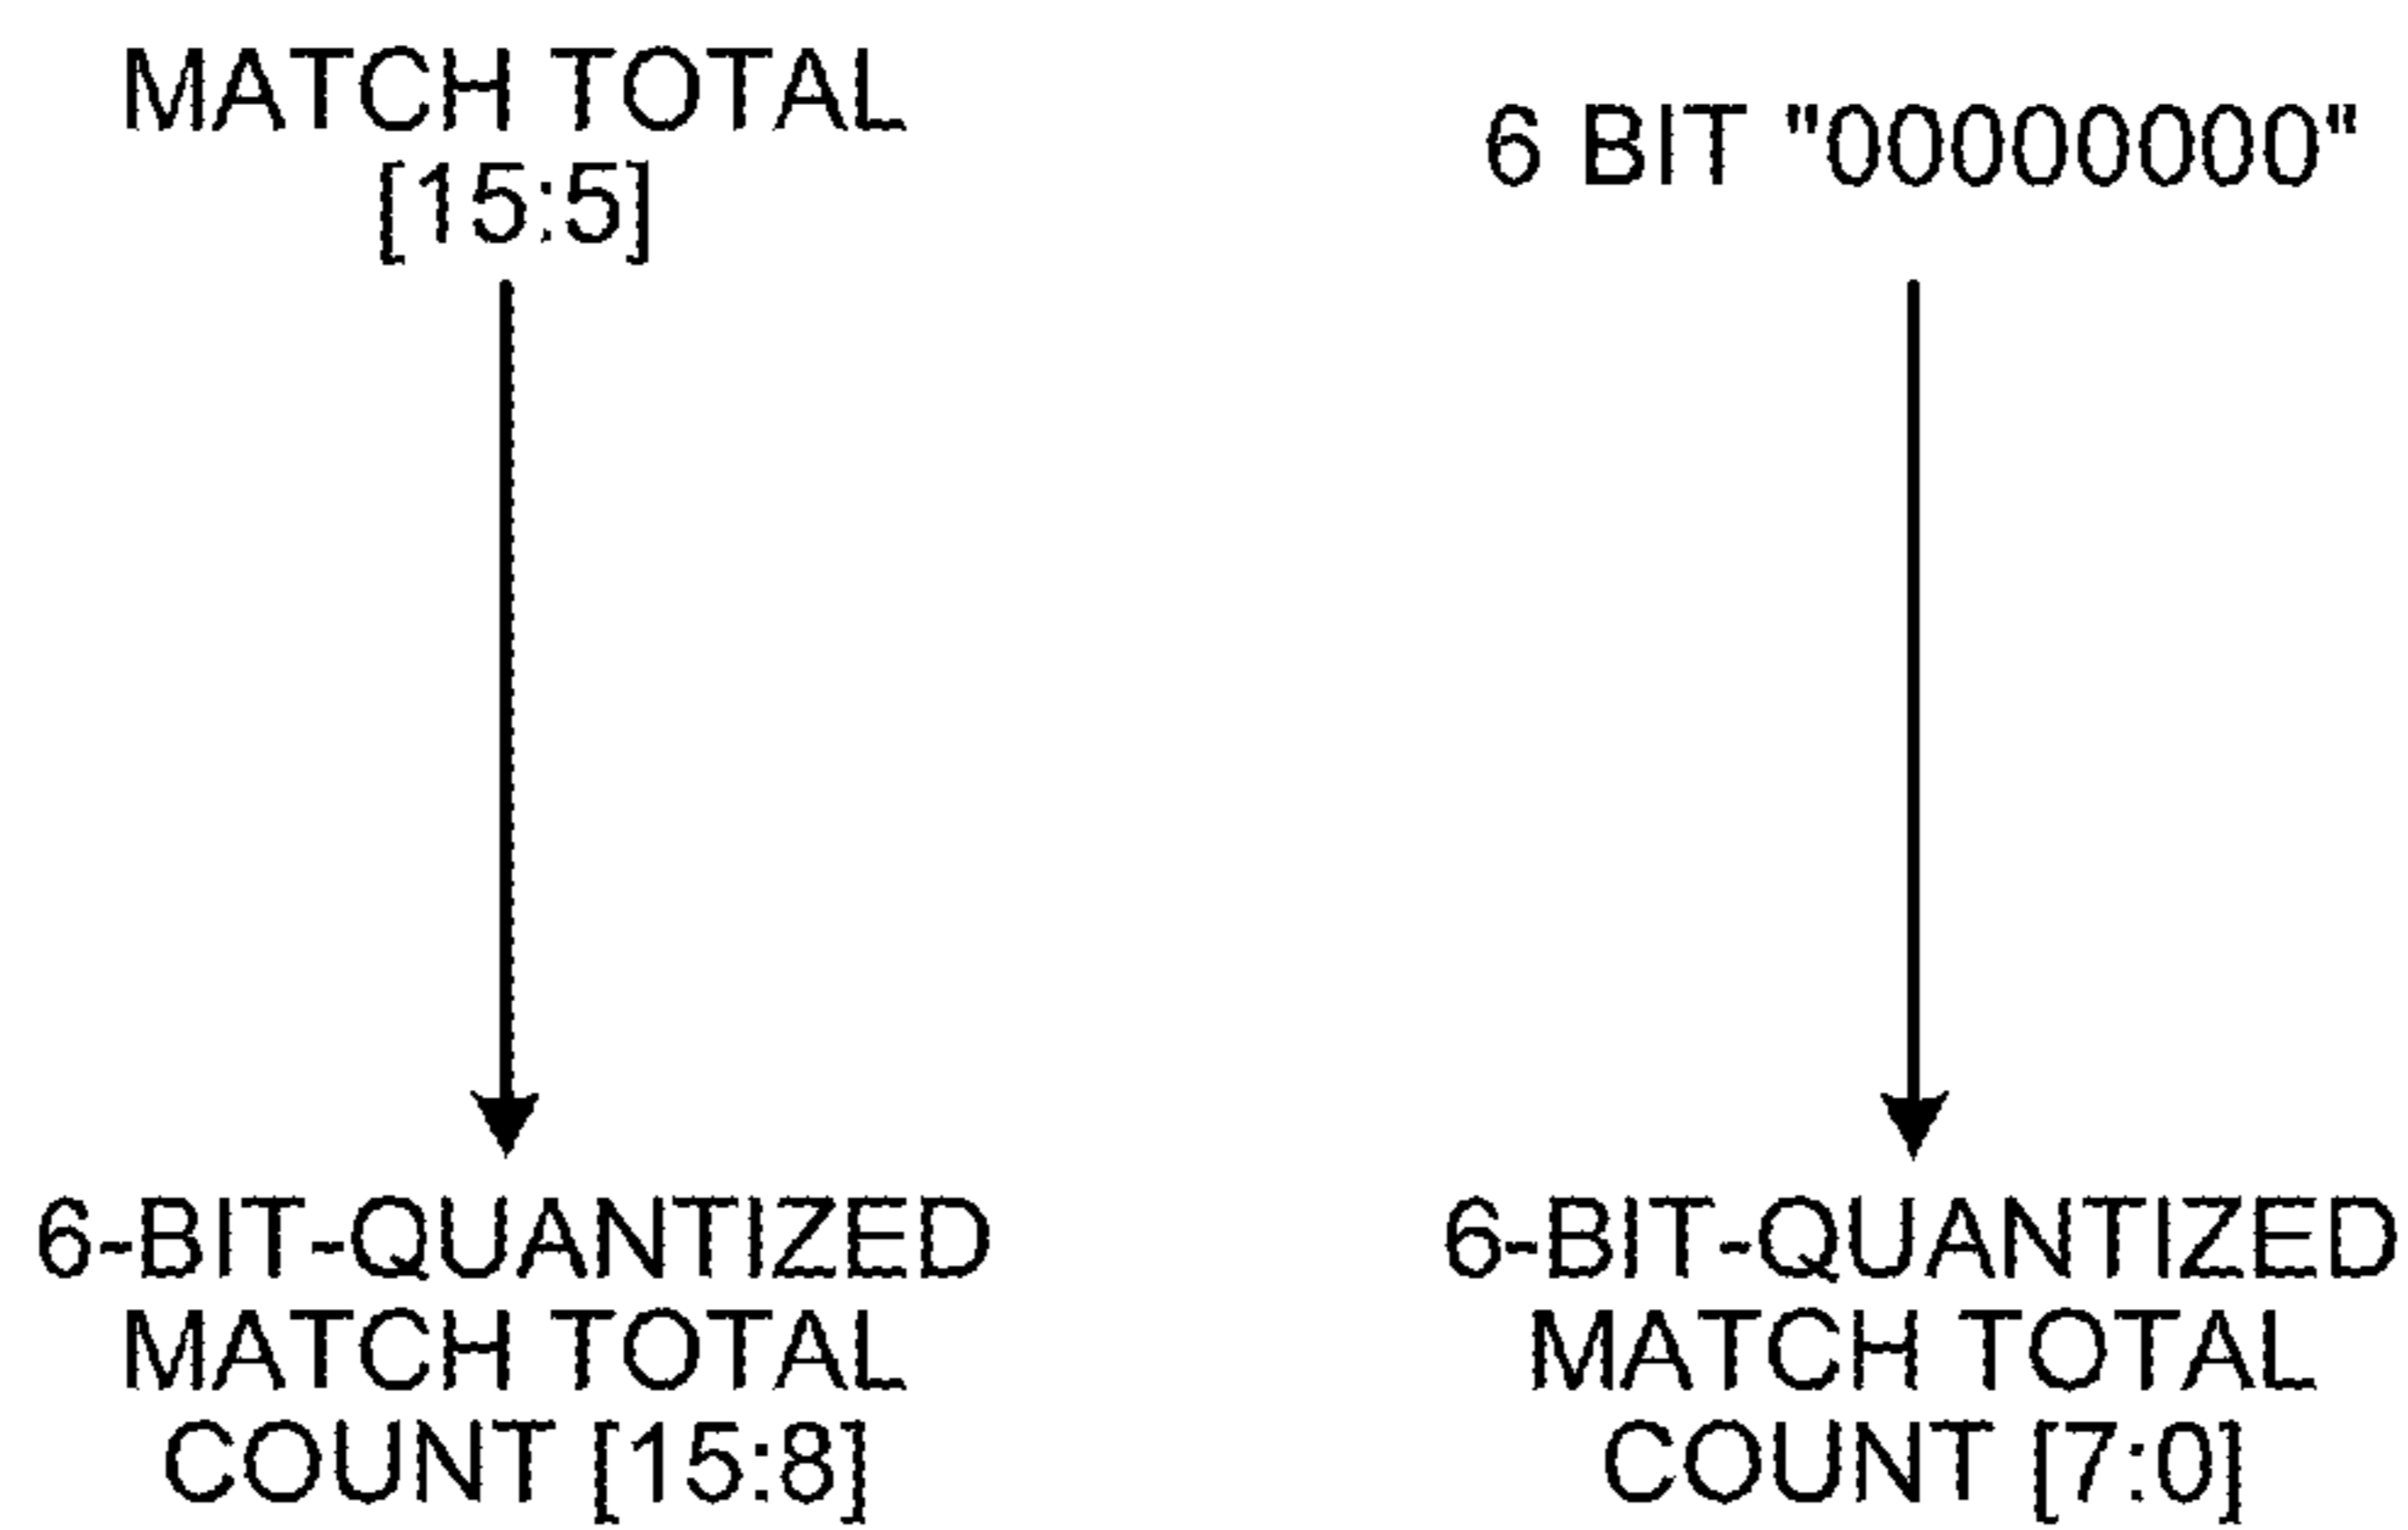 MATCH TOTAL
[15:5]
6 BIT "00000000"
6-BIT-QUANTIZED
MATCH TOTAL
COUNT [15:8]
6-BIT-QUANTIZED
MATCH TOTAL
COUNT [7:0]